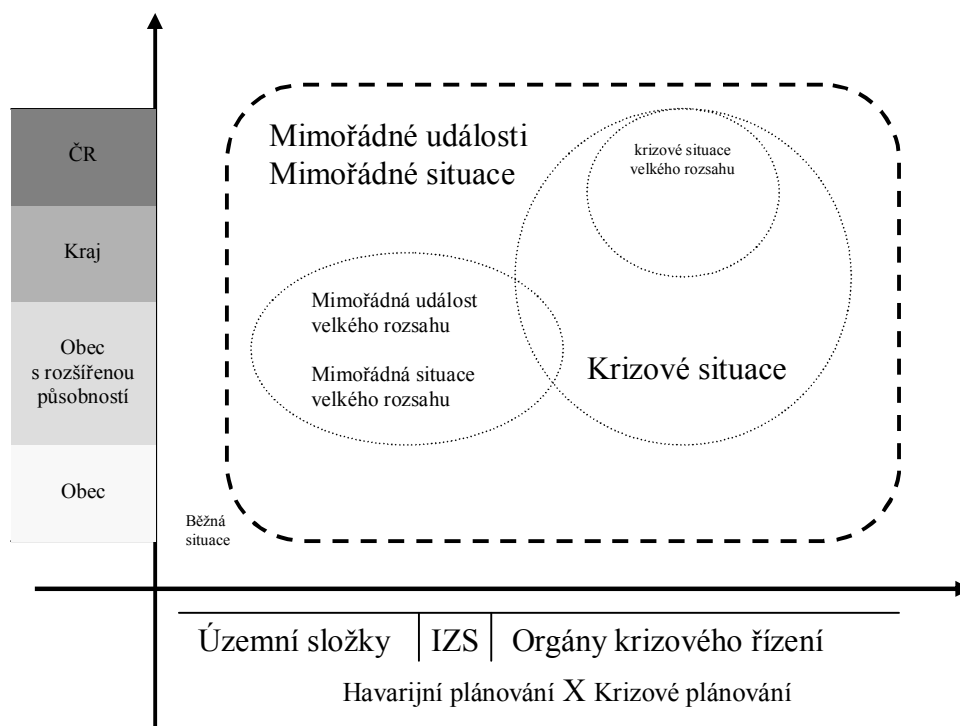 Mimořádné události
Mimořádné situace
krizové situace
velkého rozsahu
ČR
Kraj
Obec
s rozšířenou
působností
Obec
Mimořádná událost
velkého rozsahu
Mimořádná situace
velkého rozsahu
Krizové situace
Běžná
situace
Územní složky IZS Orgány krizového řízení
Havarijní plánování X Krizové plánování